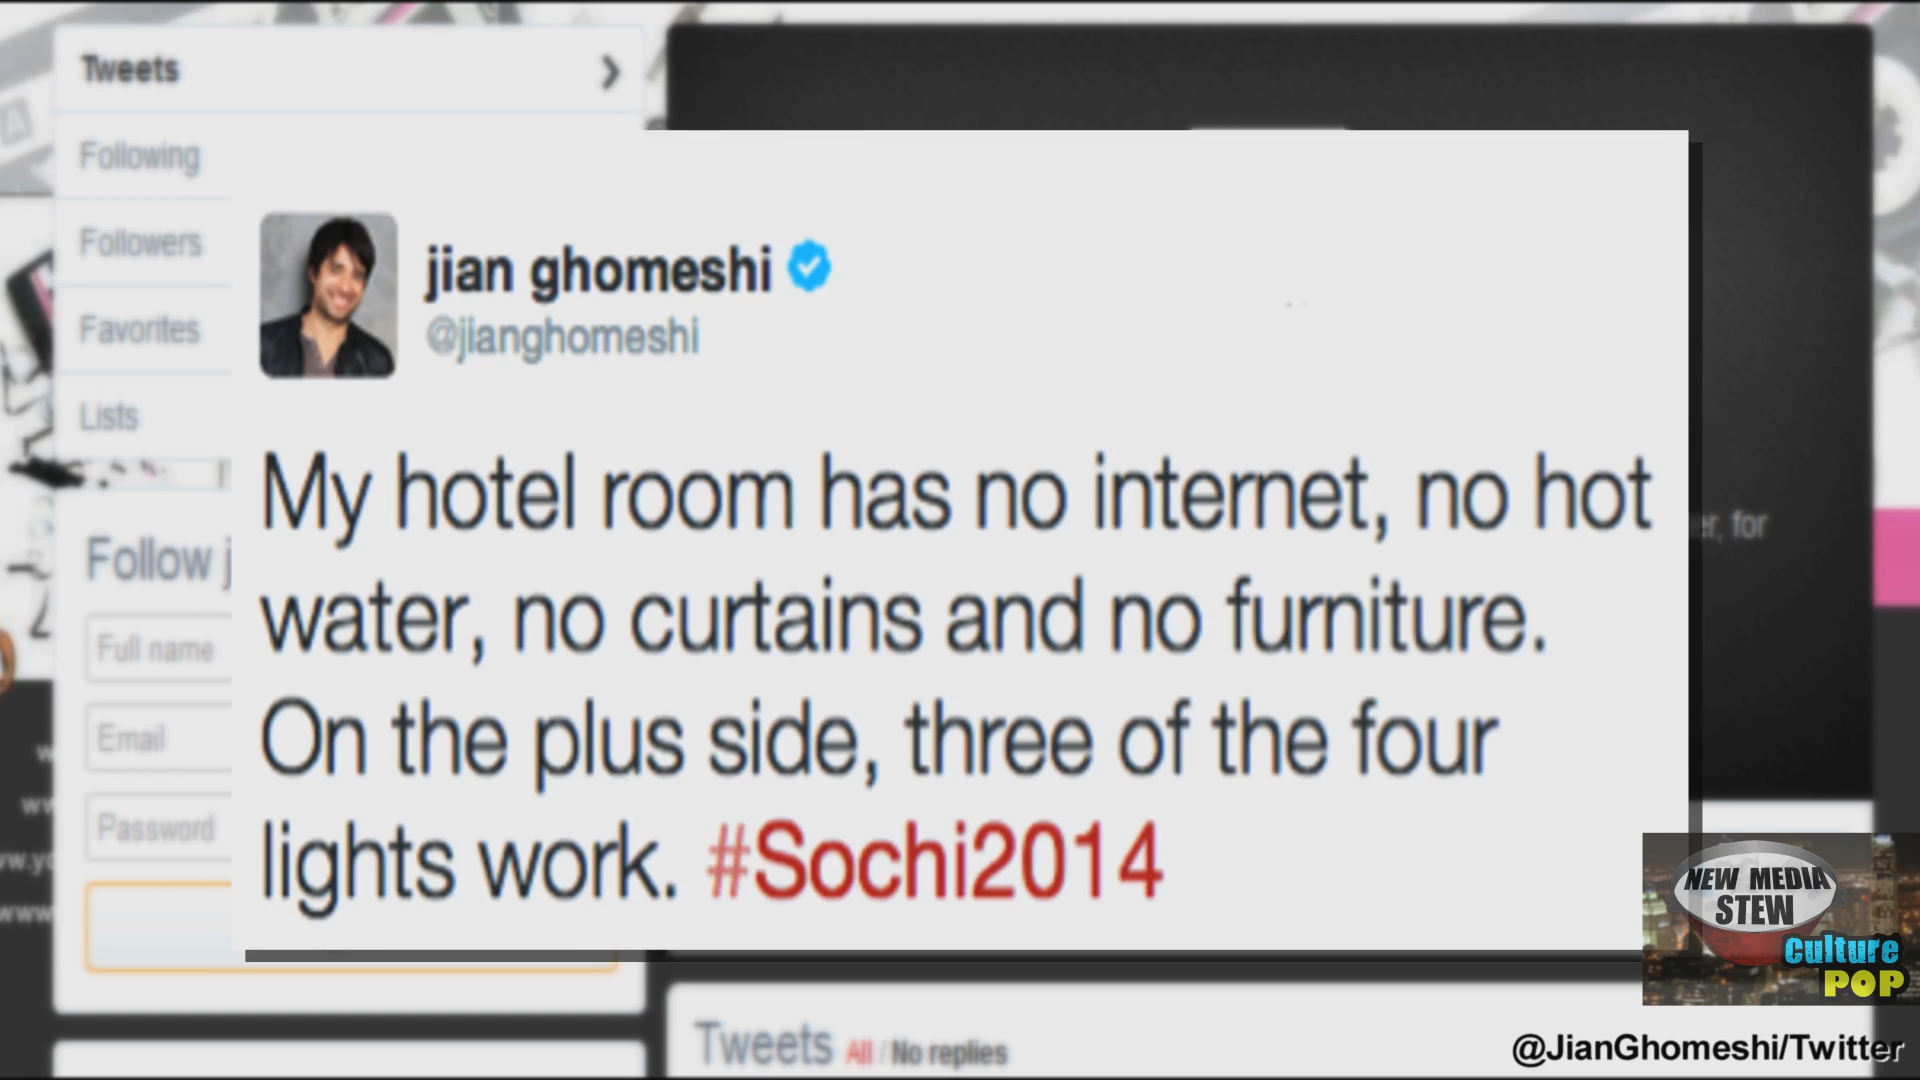 Tweets
Following
Followers
Favorites
Lists
Follow j
Full name
Email
Password
jian ghomeshi
@jianghomeshi
My hotel room has no internet, no hot
water, no curtains and no furniture.
On the plus side, three of the four
lights work. #Sochi2014
er, for
NEW MEDIA
STEW
Culture
POP
Tweets All / No replies
@JianGhomeshi/Twitter